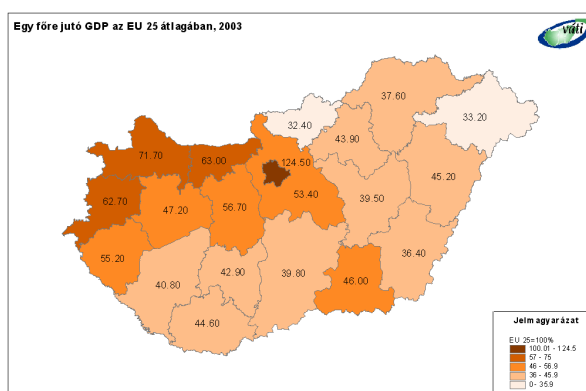 Egy főre jutó GDP az EU 25 átlagában, 2003
váti
37.60
32.40
33.20
43.90
71.70
63.00
124.50
45.20
62.70
53.40
47.20
56.70
39.50
55.20
36.40
40.80
42.90
39.80
46.00
44.60
Jelmagyarázat
EU 25=100%
100.01 - 124.5
57 - 75
46 - 56.9
36 - 45.9
0 - 35.9